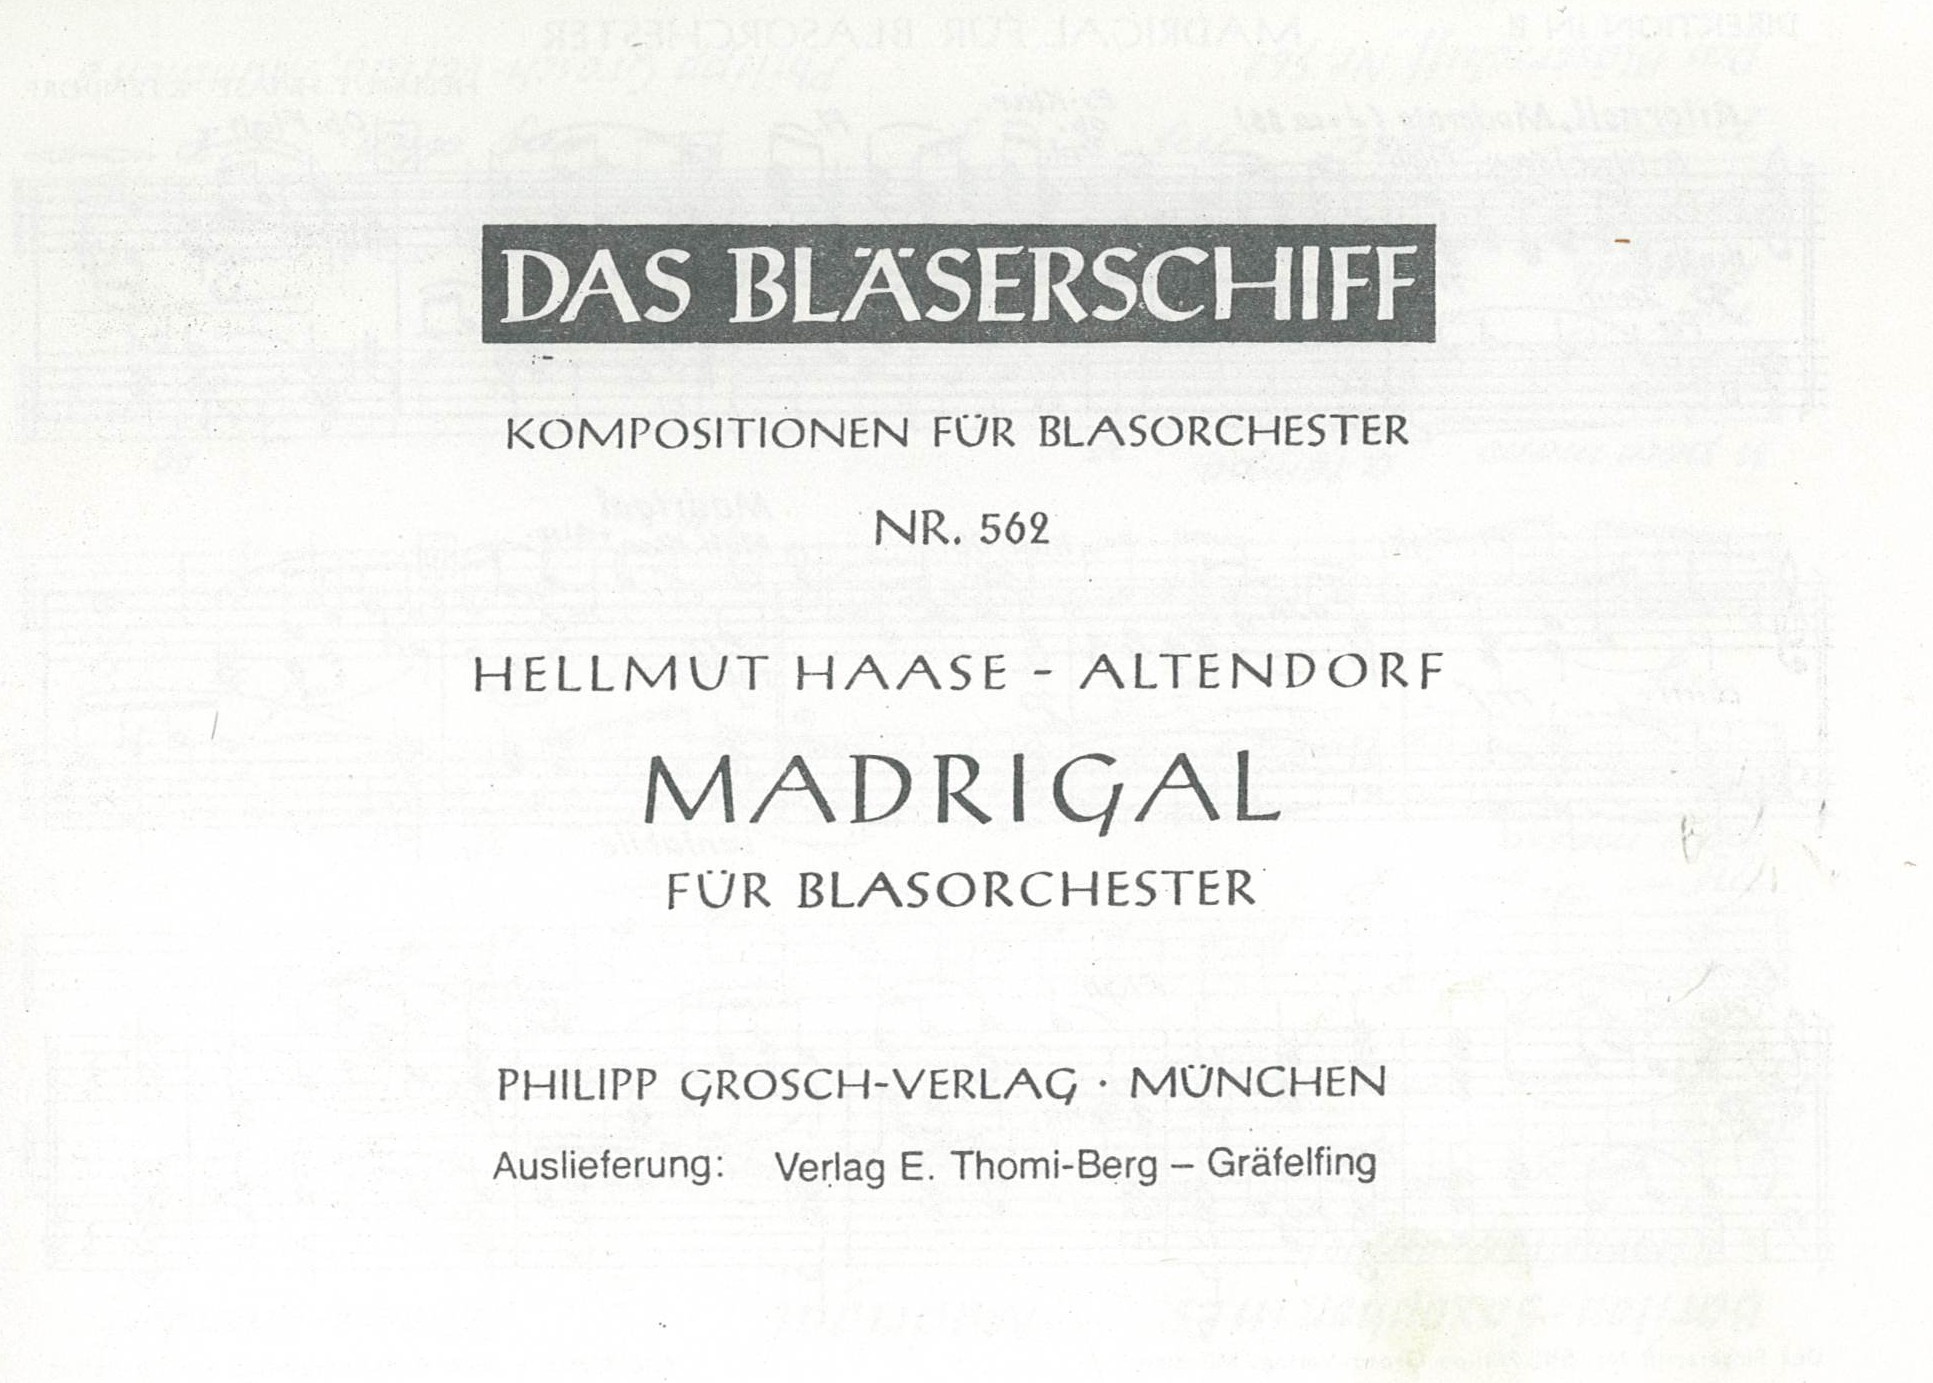 DAS BLÄSERSCHIFF
KOMPOSITIONEN FÜR BLASORCHESTER
NR. 562
HELLMUT HAASE - ALTENDORF
MADRIGAL
FÜR BLASORCHESTER
PHILIPP GROSCH-VERLAG · MÜNCHEN
Auslieferung: Verlag E. Thomi-Berg – Gräfelfing